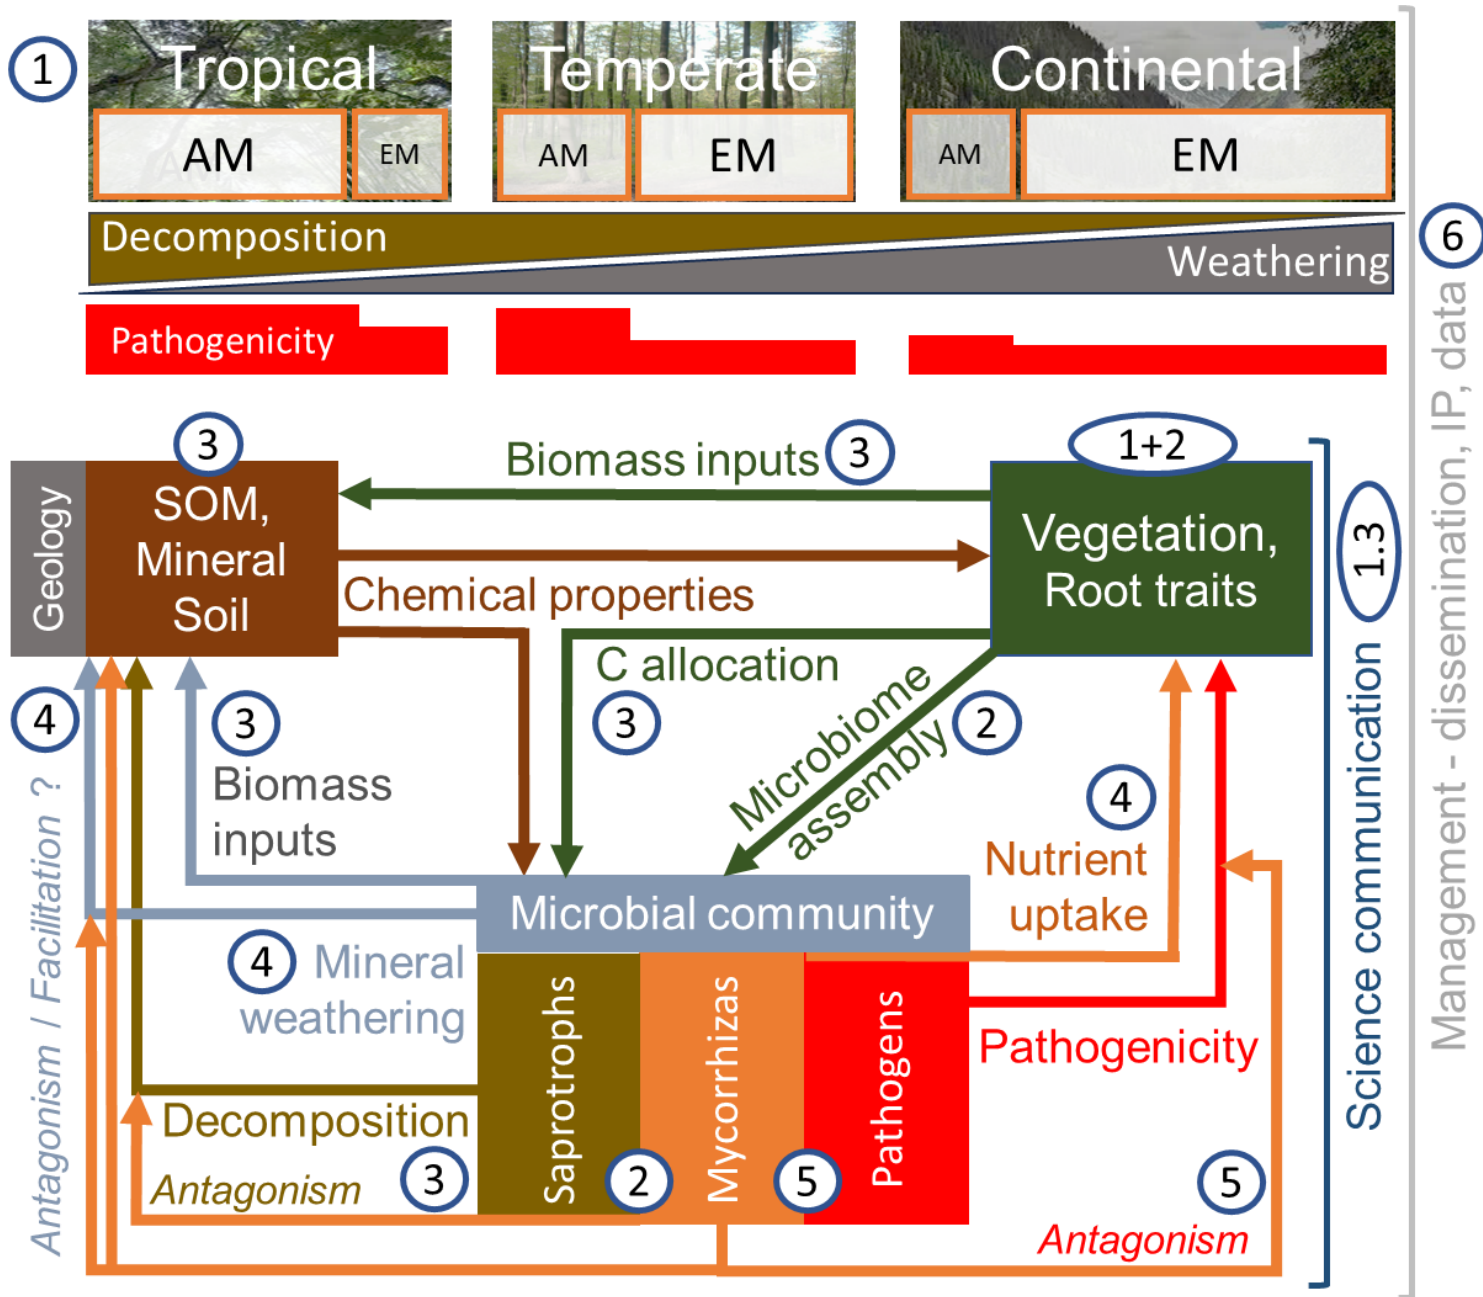 1
Tropical
Temperate
Continental
AM
EM
AM
EM
AM
EM
Decomposition
Weathering
6
Pathogenicity
Management - dissemination, IP, data
3
Biomass inputs
3
1+2
Geology
SOM,
Mineral
Soil
Vegetation,
Root traits
1.3
Chemical properties
C allocation
4
3
3
Microbiome
assembly
2
Science communication
Biomass
inputs
4
Antagonism / Facilitation ?
Nutrient
uptake
Microbial community
4
Mineral
weathering
Saprotrophs
Mycorrhizas
Pathogens
Pathogenicity
Decomposition
3
Antagonism
2
5
5
Antagonism